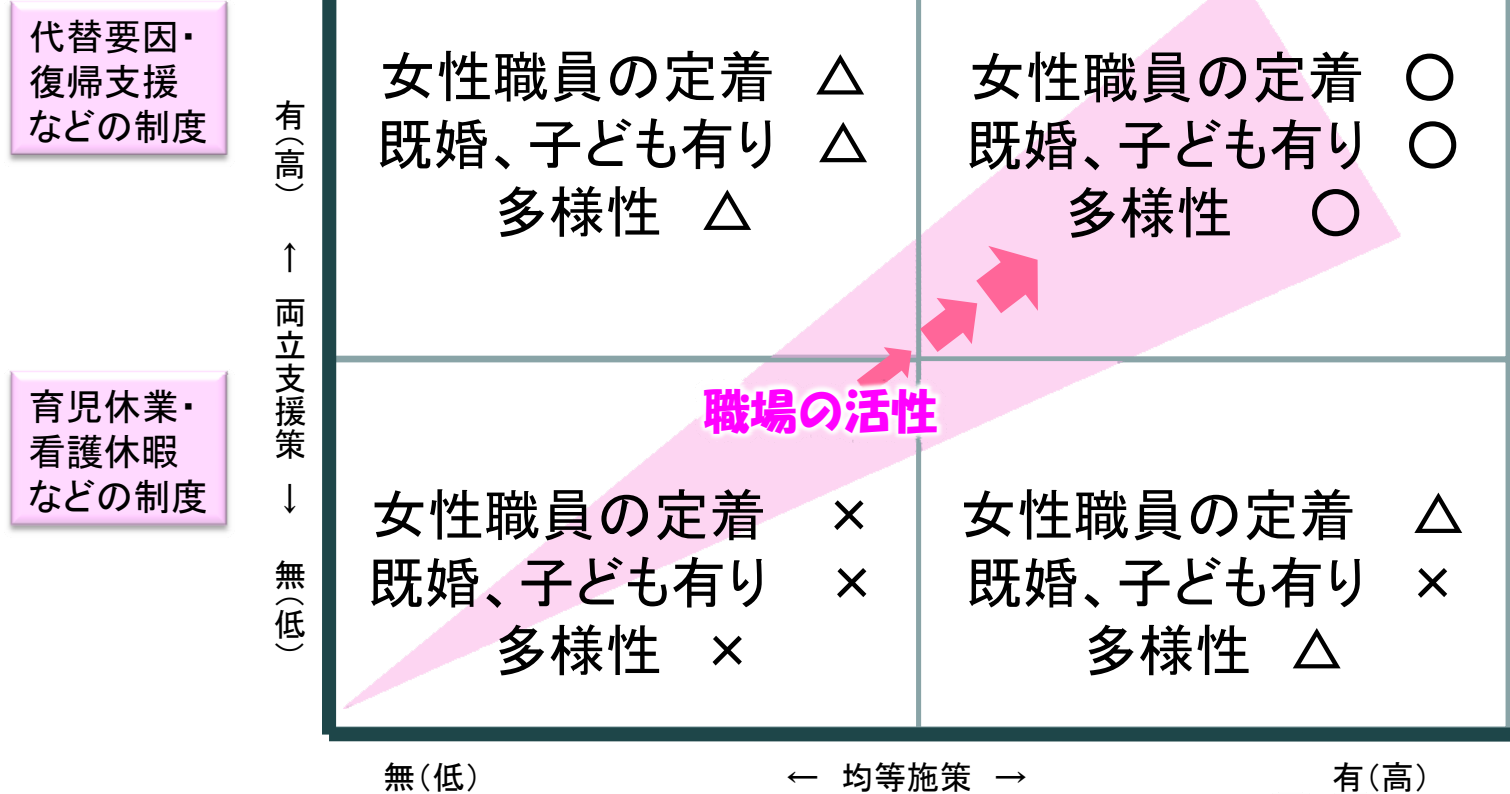 代替要因・
復帰支援
などの制度
育児休業・
看護休暇
などの制度
有(高)
↑
両立支援策
↓
無(低)
女性職員の定着　△
既婚、子ども有り　△
多様性　△
女性職員の定着　○
既婚、子ども有り　○
多様性　○
職場の活性
女性職員の定着　×
既婚、子ども有り　×
多様性　×
女性職員の定着　△
既婚、子ども有り　×
多様性　△
無(低)　←　均等施策　→　有(高)